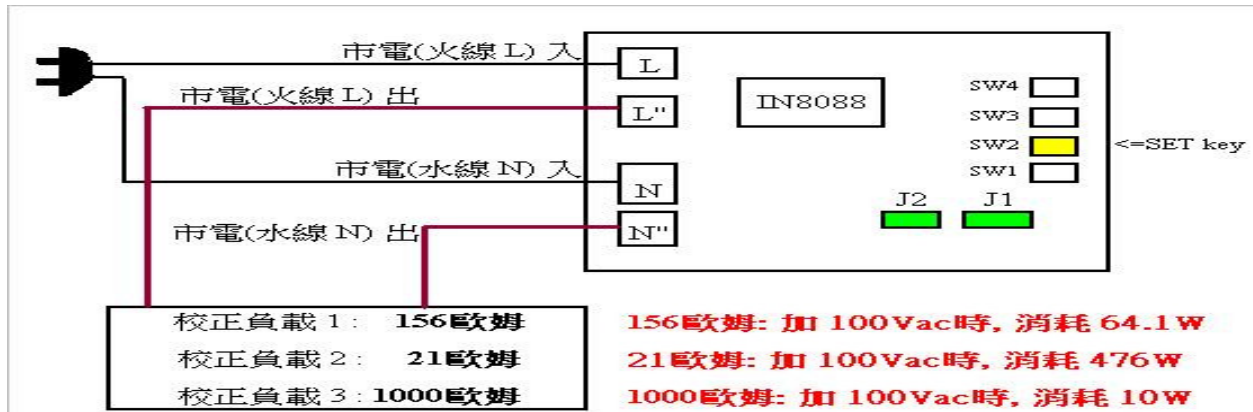 市電(火線L) 入
L
市電(火線L) 出
L"
IN8088
SW4
SW3
SW2
<=SET key
SW1
市電(水線N) 入
N
J2
J1
市電(水線N) 出
N"
校正負載 1 : 156歐姆
156歐姆: 加 100Vac時, 消耗 64.1W
校正負載 2 : 21歐姆
21歐姆: 加 100Vac時, 消耗 476W
校正負載 3 : 1000歐姆
1000歐姆: 加 100Vac時, 消耗 10W